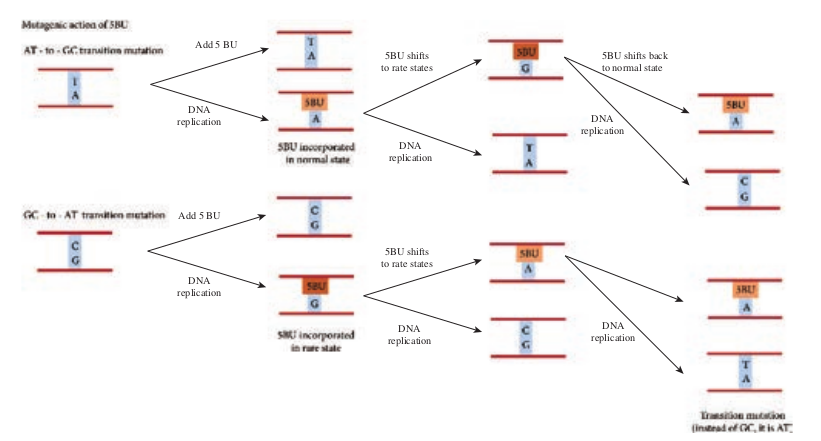 Mutagenic action of 5BU
AT - to - GC transition mutation
T
A
Add 5 BU
DNA
replication
T
A
5BU
A
5BU incorporated
in normal state
5BU shifts
to rate states
DNA
replication
5BU
G
T
A
5BU shifts back
to normal state
DNA
replication
5BU
A
C
G
GC - to - AT transition mutation
C
G
Add 5 BU
DNA
replication
C
G
5BU
G
5BU incorporated
in rare state
5BU shifts
to rate states
DNA
replication
5BU
A
C
G
DNA
replication
5BU
A
T
A
Transition mutation
(instead of GC, it is AT)